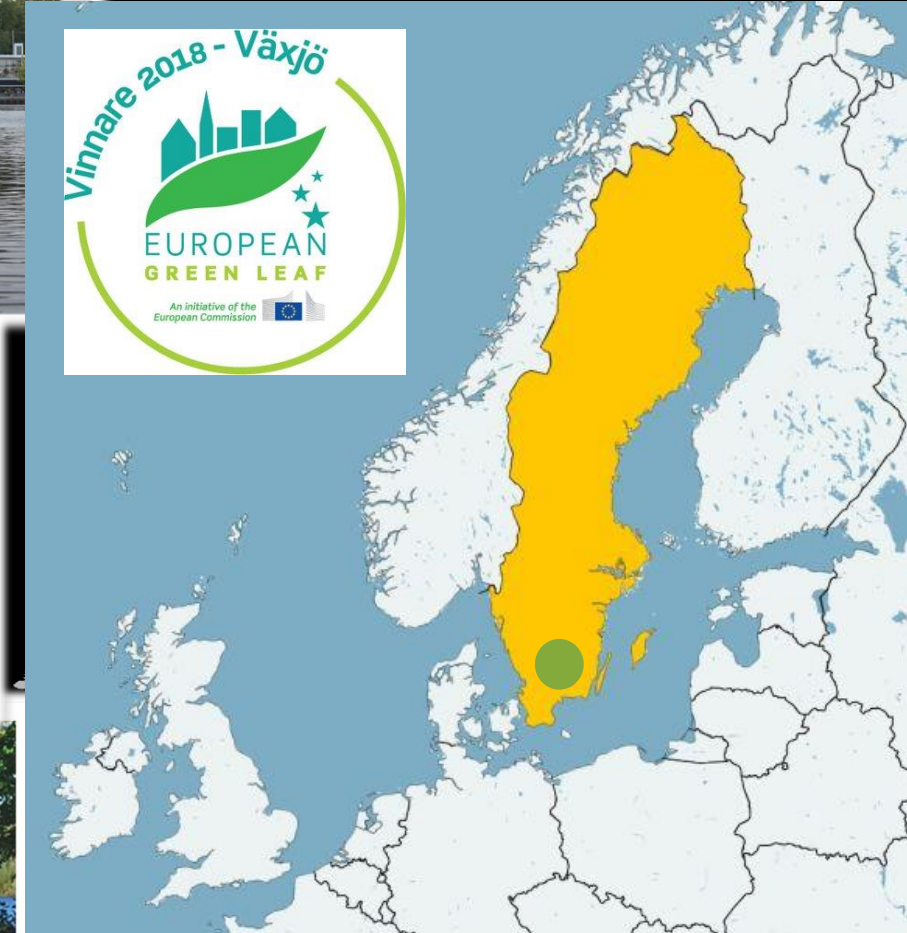 Vinnare 2018 - Växjö
EUROPEAN
GREEN LEAF
An initiative of the
European Commission